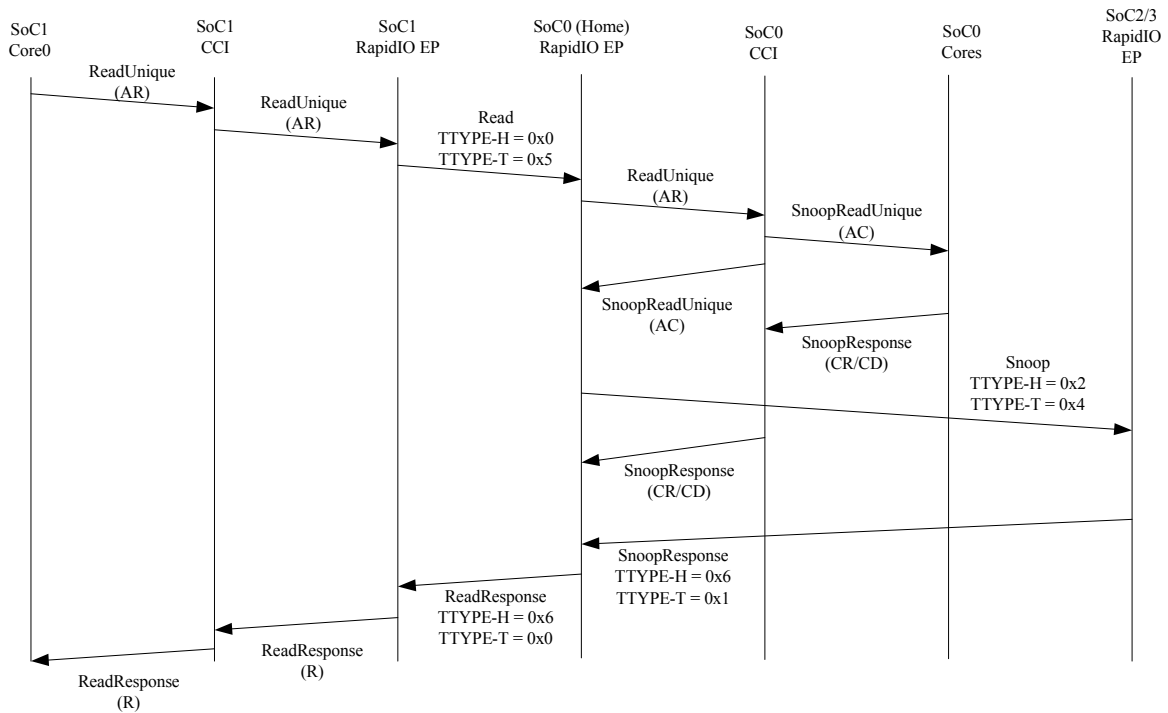 SoC1
Core0
SoC1
CCI
SoC1
RapidIO EP
SoC0 (Home)
RapidIO EP
SoC0
CCI
SoC0
Cores
SoC2/3
RapidIO
EP
ReadUnique
(AR)
ReadUnique
(AR)
Read
TTYPE-H = 0x0
TTYPE-T = 0x5
ReadUnique
(AR)
SnoopReadUnique
(AC)
SnoopReadUnique
(AC)
SnoopResponse
(CR/CD)
Snoop
TTYPE-H = 0x2
TTYPE-T = 0x4
SnoopResponse
(CR/CD)
SnoopResponse
TTYPE-H = 0x6
TTYPE-T = 0x1
ReadResponse
TTYPE-H = 0x6
TTYPE-T = 0x0
ReadResponse
(R)
ReadResponse
(R)